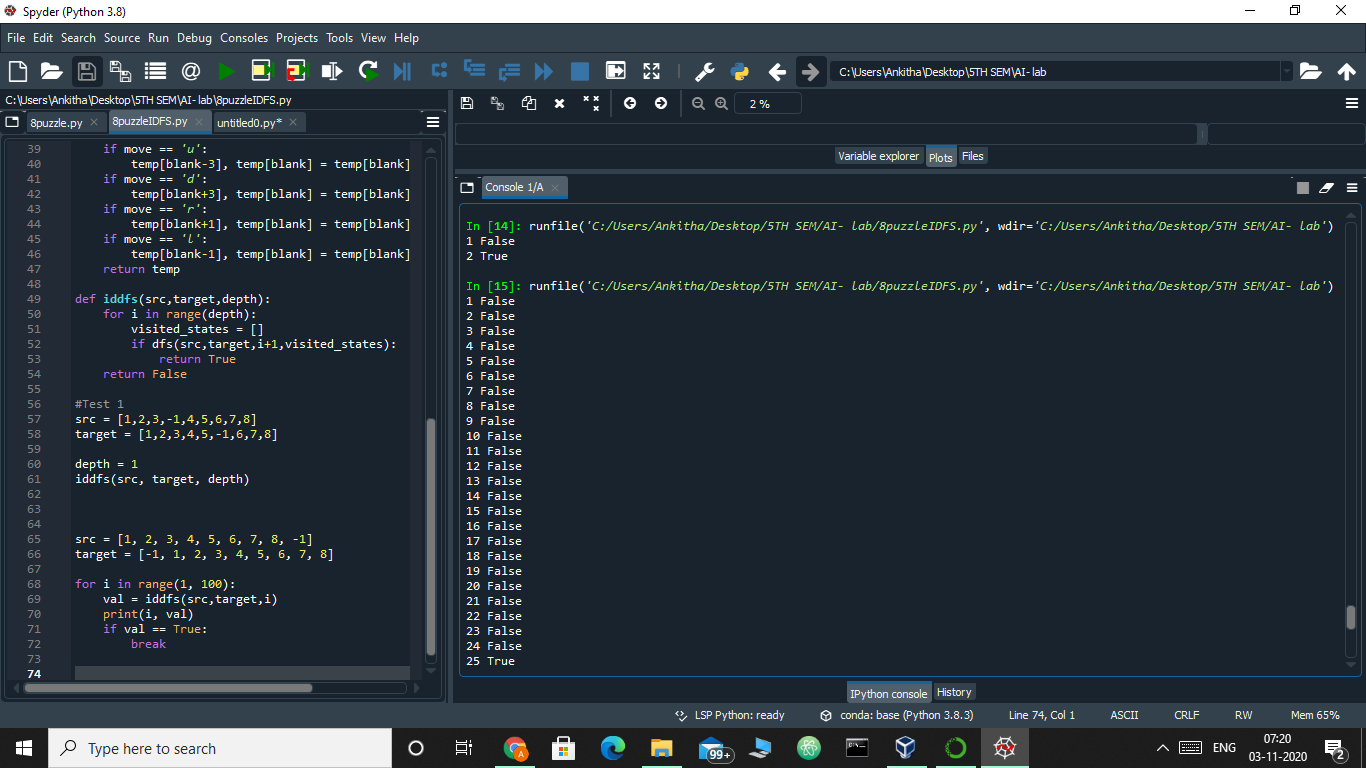 Spyder (Python 3.8)
File Edit Search Source Run Debug Consoles Projects Tools View Help
C:\Users\Ankitha\Desktop\5TH SEM\AI- lab
C:\Users\Ankitha\Desktop\5TH SEM\AI- lab\8puzzleIDFS.py
8puzzle.py 8puzzleIDFS.py untitled0.py*
39 if move == 'u':
40 temp[blank-3], temp[blank] = temp[blank]
41 if move == 'd':
42 temp[blank+3], temp[blank] = temp[blank]
43 if move == 'r':
44 temp[blank+1], temp[blank] = temp[blank]
45 if move == 'l':
46 temp[blank-1], temp[blank] = temp[blank]
47 return temp
48
49 def iddfs(src,target,depth):
50 for i in range(depth):
51 visited_states = []
52 if dfs(src,target,i+1,visited_states):
53 return True
54 return False
55
56 #Test 1
57 src = [1,2,3,-1,4,5,6,7,8]
58 target = [1,2,3,4,5,-1,6,7,8]
59
60 depth = 1
61 iddfs(src, target, depth)
62
63
64
65 src = [1, 2, 3, 4, 5, 6, 7, 8, -1]
66 target = [-1, 1, 2, 3, 4, 5, 6, 7, 8]
67
68 for i in range(1, 100):
69 val = iddfs(src,target,i)
70 print(i, val)
71 if val == True:
72 break
73
74
2 %
Variable explorer Plots Files
Console 1/A
In [14]: runfile('C:/Users/Ankitha/Desktop/5TH SEM/AI- lab/8puzzleIDFS.py', wdir='C:/Users/Ankitha/Desktop/5TH SEM/AI- lab')
1 False
2 True
In [15]: runfile('C:/Users/Ankitha/Desktop/5TH SEM/AI- lab/8puzzleIDFS.py', wdir='C:/Users/Ankitha/Desktop/5TH SEM/AI- lab')
1 False
2 False
3 False
4 False
5 False
6 False
7 False
8 False
9 False
10 False
11 False
12 False
13 False
14 False
15 False
16 False
17 False
18 False
19 False
20 False
21 False
22 False
23 False
24 False
25 True
IPython console History
LSP Python: ready conda: base (Python 3.8.3) Line 74, Col 1 ASCII CRLF RW Mem 65%
Type here to search
A
99+
ENG
07:20
03-11-2020
2